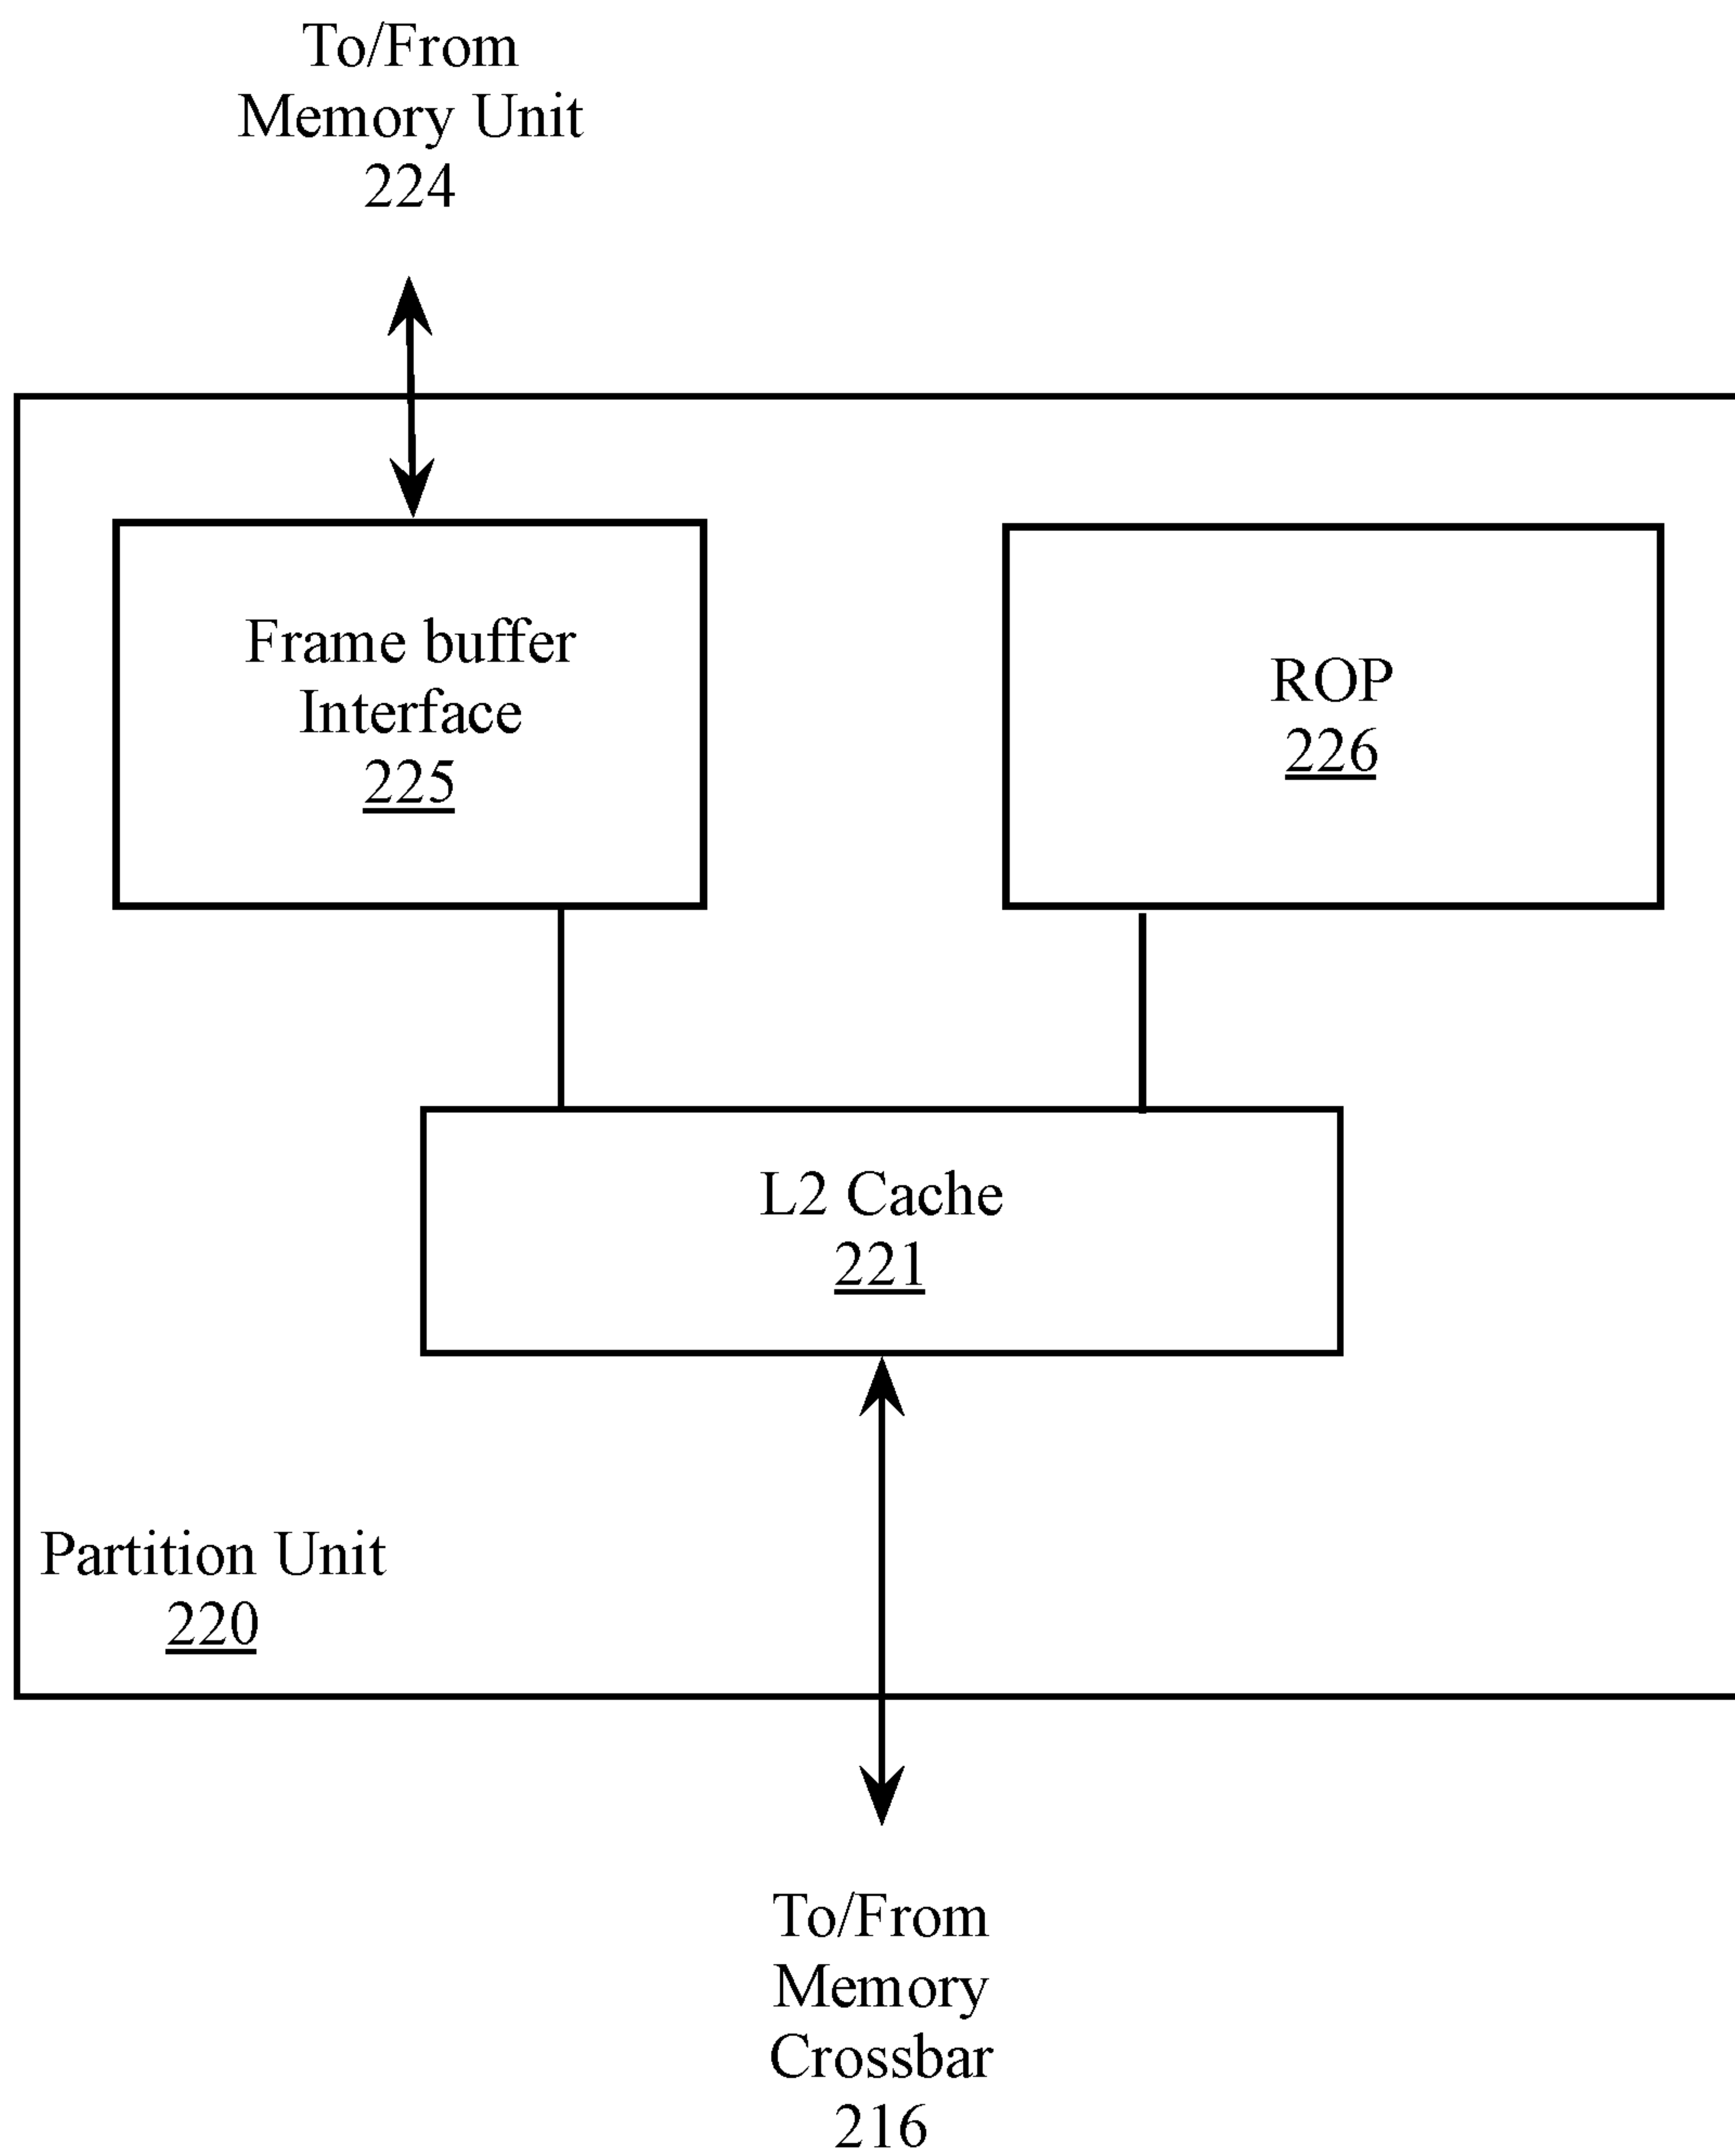 To/From
Memory Unit
224
Frame buffer
Interface
225
ROP
226
L2 Cache
221
Partition Unit
220
To/From
Memory
Crossbar
216